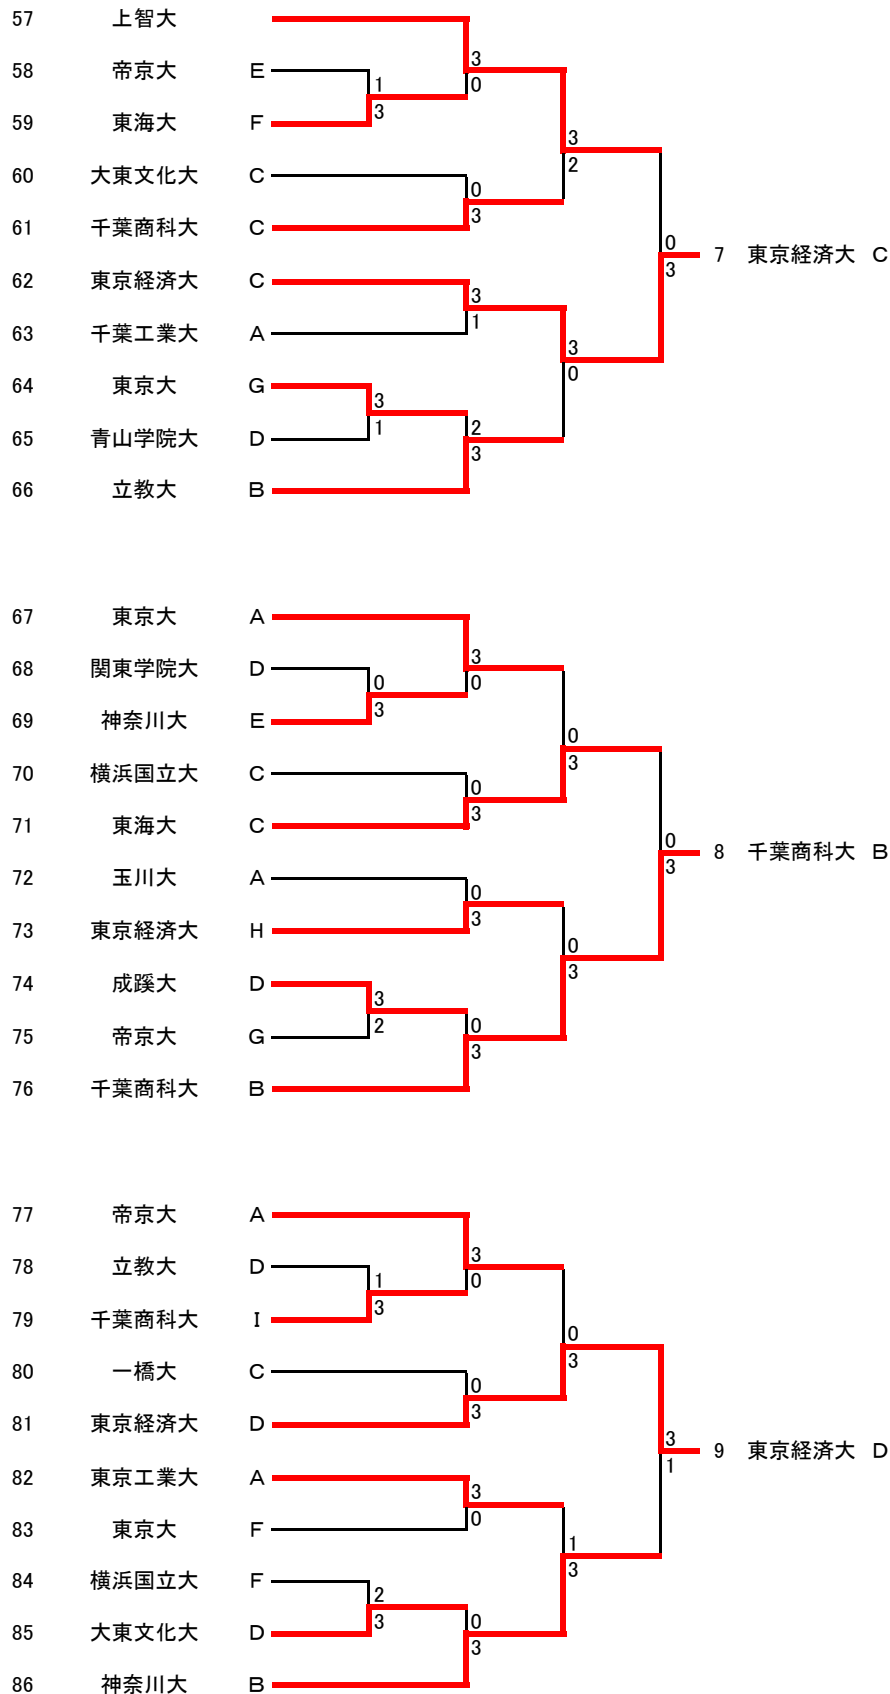 57 上智大
3
58 帝京大 E
1 0
59 東海大 F
3
3
60 大東文化大 C
2
0
61 千葉商科大 C
3
0
7 東京経済大 C
3
62 東京経済大 C
3
63 千葉工業大 A
1
3
0
64 東京大 G
3
65 青山学院大 D
1 2
3
66 立教大 B
67 東京大 A
3
68 関東学院大 D
0 0
69 神奈川大 E
3
0
3
70 横浜国立大 C
0
71 東海大 C
3
0
8 千葉商科大 B
3
72 玉川大 A
0
73 東京経済大 H
3
0
3
74 成蹊大 D
3
75 帝京大 G
2 0
3
76 千葉商科大 B
77 帝京大 A
3
78 立教大 D
1 0
79 千葉商科大 I
3
0
3
80 一橋大 C
0
81 東京経済大 D
3
3
9 東京経済大 D
1
82 東京工業大 A
3
83 東京大 F
0
1
3
84 横浜国立大 F
2
85 大東文化大 D
3 0
3
86 神奈川大 B